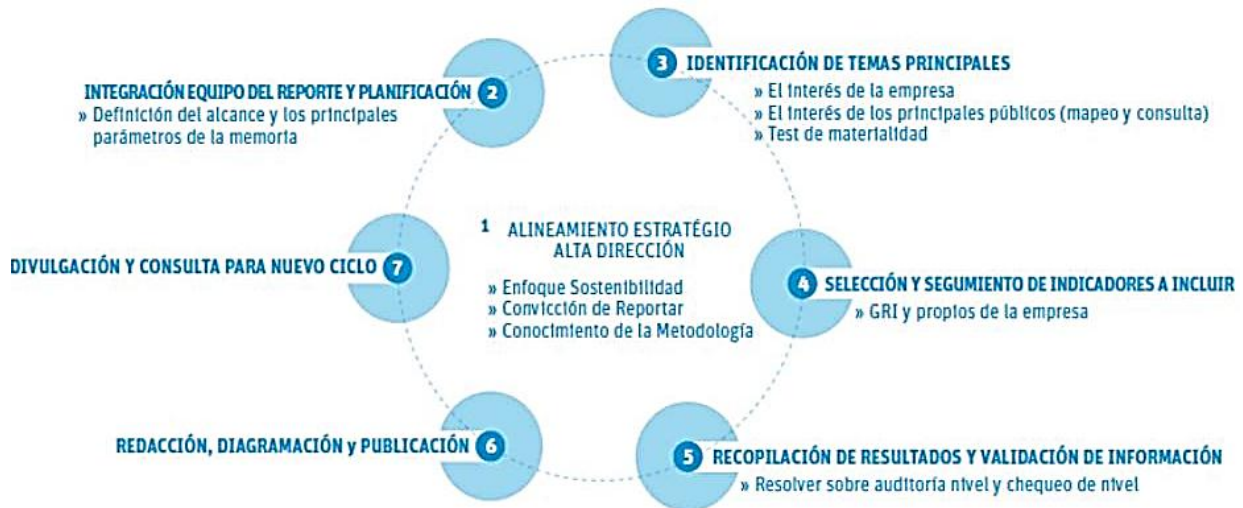 1 ALINEAMIENTO ESTRATÉGIO
ALTA DIRECCIÓN
» Enfoque Sostenibilidad
» Convicción de Reportar
» Conocimiento de la Metodología
INTEGRACIÓN EQUIPO DEL REPORTE Y PLANIFICACIÓN 2
» Definición del alcance y los principales
parámetros de la memoria
3 IDENTIFICACIÓN DE TEMAS PRINCIPALES
» El interés de la empresa
» El interés de los principales públicos (mapeo y consulta)
» Test de materialidad
4 SELECCIÓN Y SEGUMIENTO DE INDICADORES A INCLUIR
» GRI y propios de la empresa
5 RECOPILACIÓN DE RESULTADOS Y VALIDACIÓN DE INFORMACIÓN
» Resolver sobre auditoría nivel y chequeo de nivel
REDACCIÓN, DIAGRAMACIÓN y PUBLICACIÓN 6
DIVULGACIÓN Y CONSULTA PARA NUEVO CICLO 7